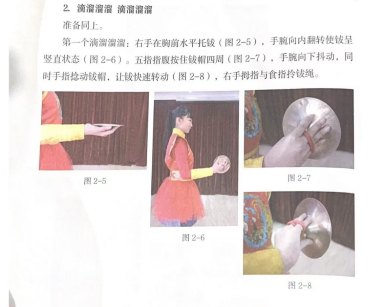 2. 滴溜溜溜 滴溜溜溜
准备同上。
第一个滴溜溜溜：右手在胸前水平托钹（图 2-5），手腕向内翻转使钹呈
竖直状态（图 2-6）。五指指腹按住钹帽四周（图 2-7），手腕向下抖动，同
时手指捻动钹帽，让钹快速转动（图 2-8），右手拇指与食指拎钹绳。
图 2-5
图 2-6
图 2-7
图 2-8